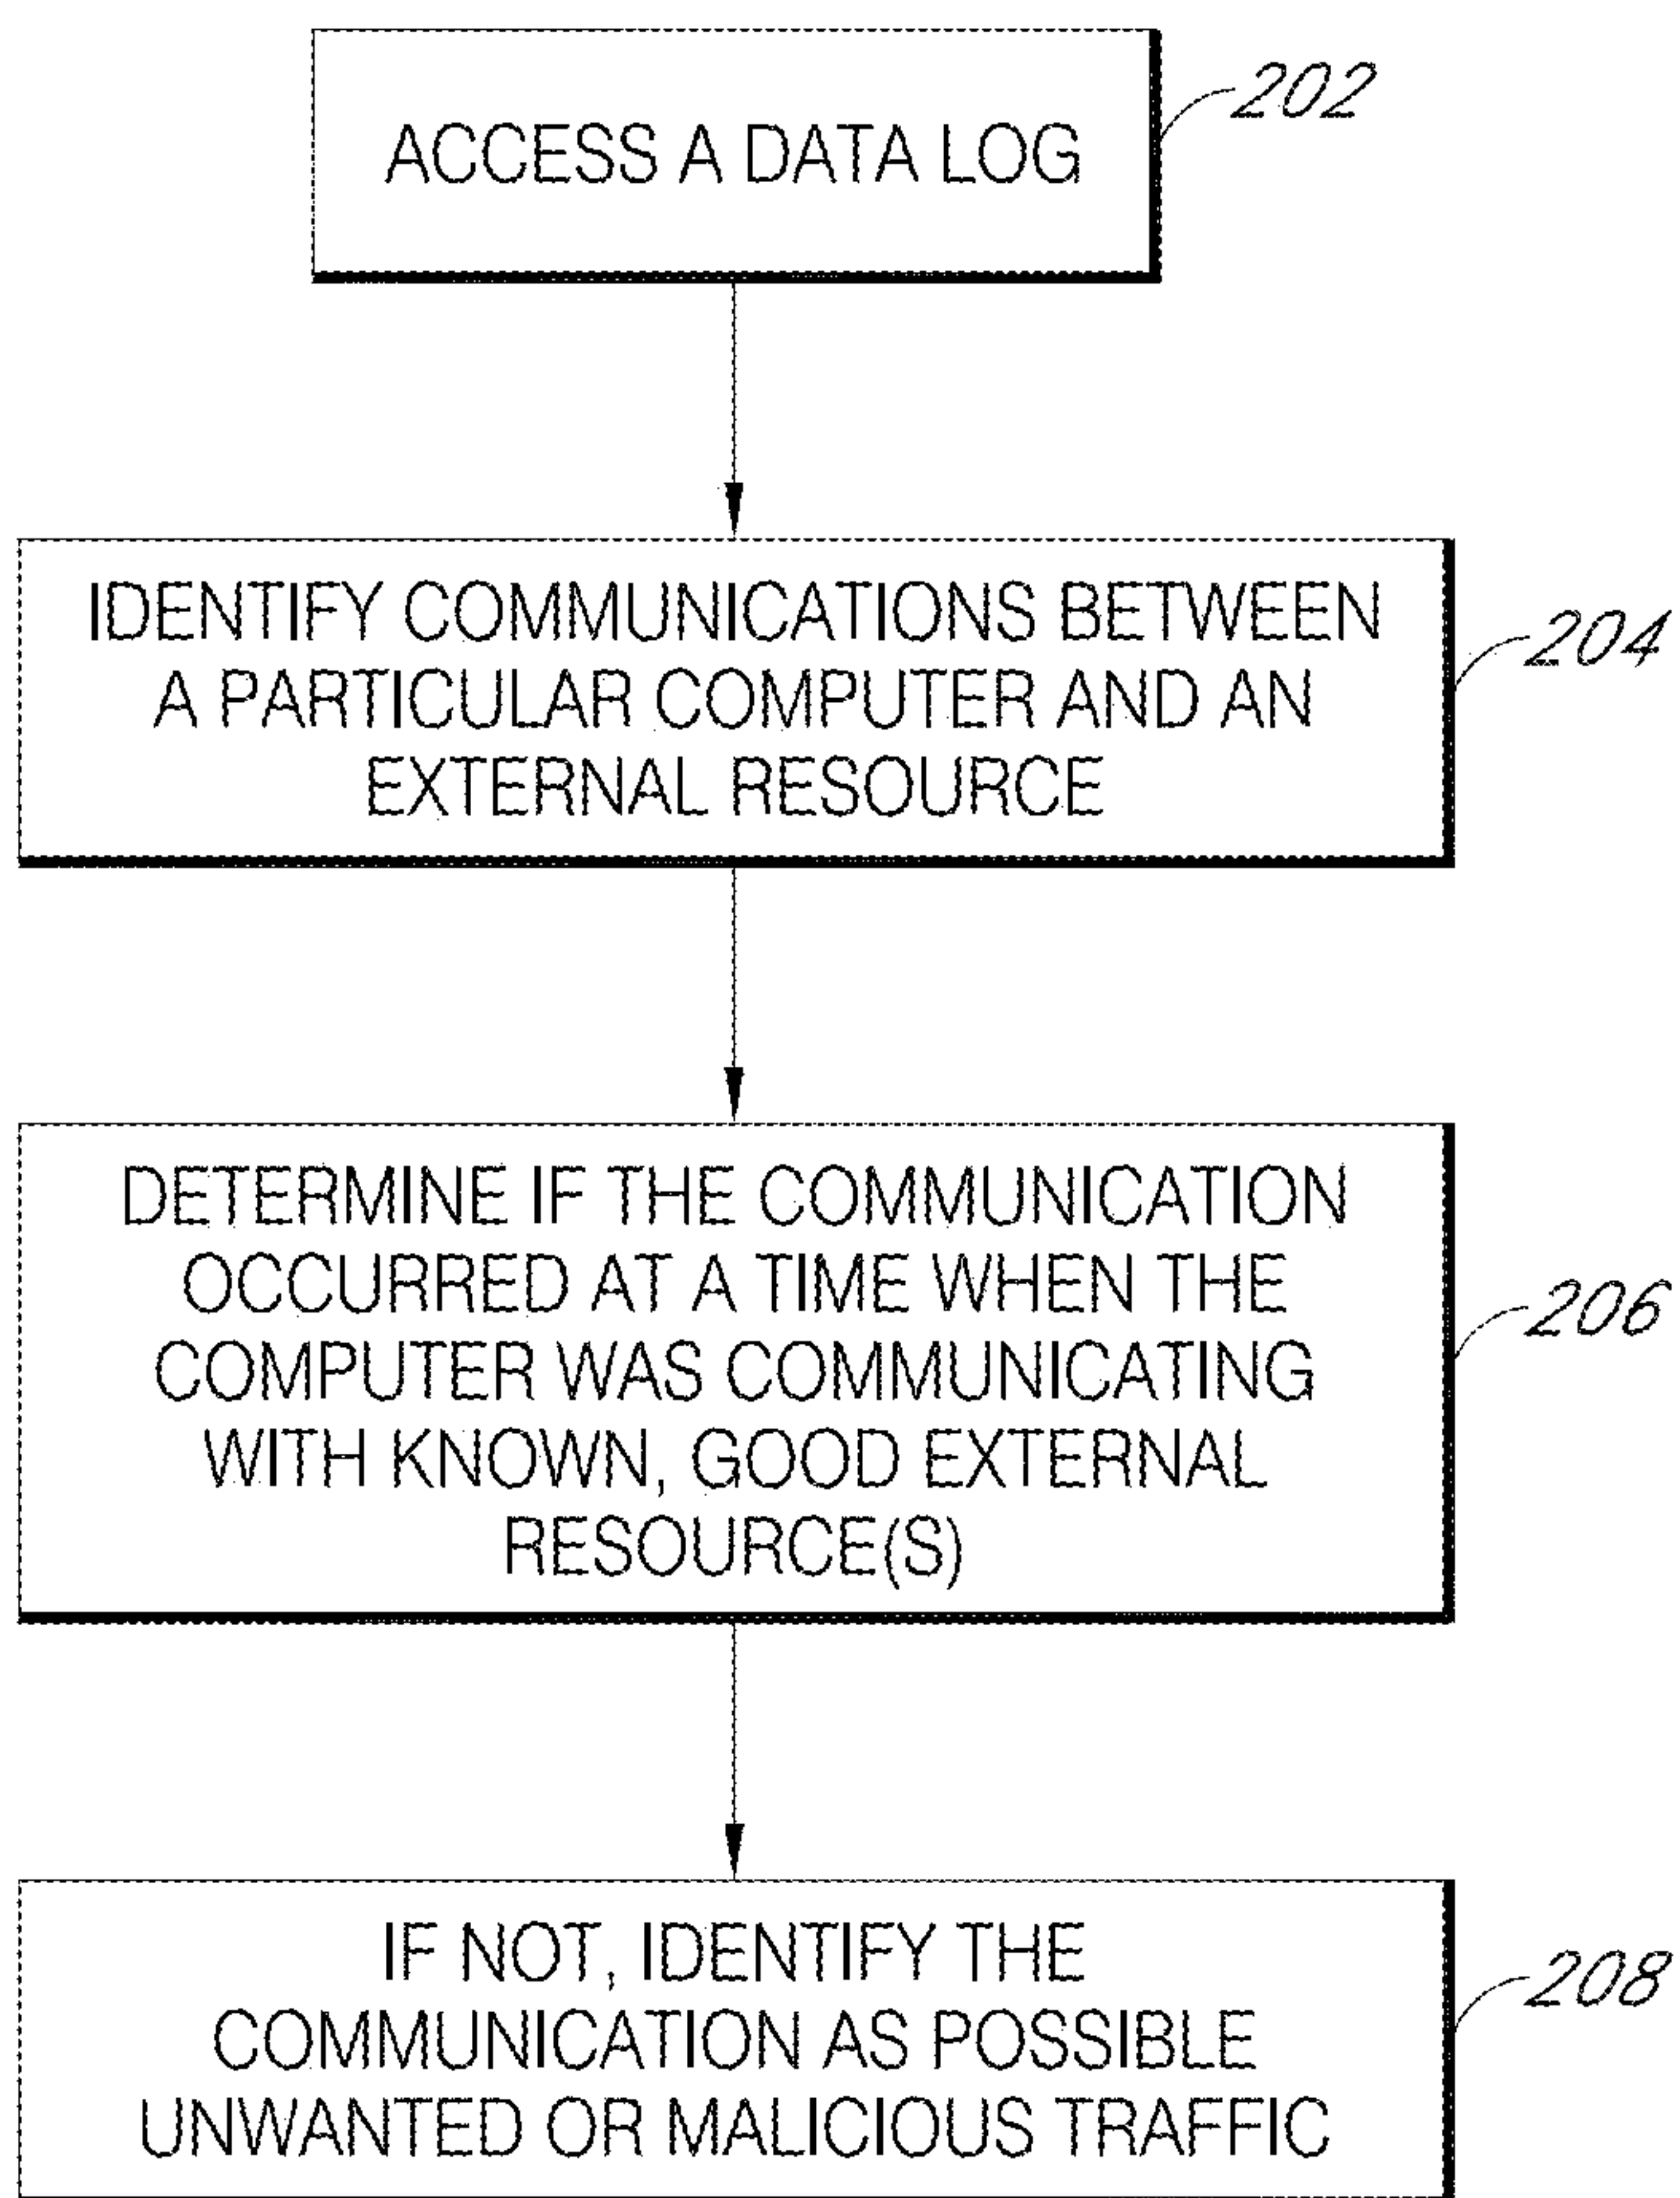 ACCESS A DATA LOG
202
IDENTIFY COMMUNICATIONS BETWEEN
A PARTICULAR COMPUTER AND AN
EXTERNAL RESOURCE
204
DETERMINE IF THE COMMUNICATION
OCCURRED AT A TIME WHEN THE
COMPUTER WAS COMMUNICATING
WITH KNOWN, GOOD EXTERNAL
RESOURCE(S)
206
IF NOT, IDENTIFY THE
COMMUNICATION AS POSSIBLE
UNWANTED OR MALICIOUS TRAFFIC
208